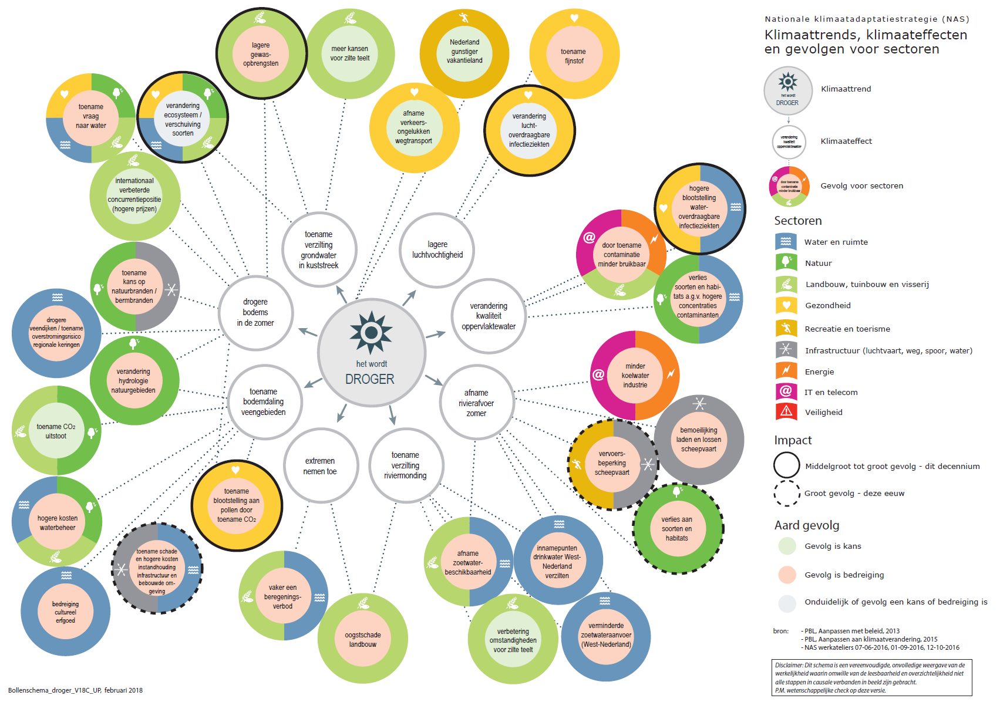 Nationale klimaatadaptatiestrategie (NAS)
Klimaattrends, klimaateffecten
en gevolgen voor sectoren
het wordt
DROGER
Klimaattrend
verandering
kwaliteit
oppervlaktewater
Klimaateffect
@
door toename
contaminatie
minder bruikbaar
Gevolg voor sectoren
Sectoren
Water en ruimte
Natuur
Landbouw, tuinbouw en visserij
Gezondheid
Recreatie en toerisme
Infrastructuur (luchtvaart, weg, spoor, water)
Energie
@ IT en telecom
Veiligheid
Impact
Middelgroot tot groot gevolg - dit decennium
Groot gevolg - deze eeuw
Aard gevolg
Gevolg is kans
Gevolg is bedreiging
Onduidelijk of gevolg een kans of bedreiging is
bron:
- PBL, Aanpassen met beleid, 2013
- PBL, Aanpassen aan klimaatverandering, 2015
- NAS werkateliers 07-06-2016, 01-09-2016, 12-10-2016
Disclaimer: Dit schema is een vereenvoudigde, onvolledige weergave van de
werkelijkheid waarin omwille van de leesbaarheid en overzichtelijkheid niet
alle stappen in causale verbanden in beeld zijn gebracht.
P.M. wetenschappelijke check op deze versie.
lagere
gewas-
opbrengsten
meer kansen
voor zilte teelt
Nederland
gunstiger
vakantieland
toename
fijnstof
toename
vraag
naar water
verandering
ecosysteem /
verschuiving
soorten
afname
verkeers-
ongelukken
wegtransport
verandering
lucht-
overdraagbare
infectieziekten
internationaal
verbeterde
concurrentiepositie
(hogere prijzen)
hogere
blootstelling
water-
overdraagbare
infectieziekten
toename
verzilting
grondwater
in kuststreek
lagere
luchtvochtigheid
@
door toename
contaminatie
minder bruikbaar
toename
kans op
natuurbranden /
bermbranden
verlies
soorten en habi-
tats a.g.v. hogere
concentraties
contaminanten
drogere
bodems
in de zomer
verandering
kwaliteit
oppervlaktewater
drogere
veendijken / toename
overstromingsrisico
regionale keringen
het wordt
DROGER
verandering
hydrologie
natuurgebieden
@
minder
koelwater
industrie
toename
bodemdaling
veengebieden
afname
rivierafvoer
zomer
toename CO2
uitstoot
bemoeilijking
laden en lossen
scheepvaart
extremen
nemen toe
toename
verzilting
riviermonding
vervoers-
beperking
scheepvaart
toename
blootstelling aan
pollen door
toename CO2
hogere kosten
waterbeheer
verlies aan
soorten en
habitats
toename schade
en hogere kosten
instandhouding
infrastructuur en
bebouwde om-
geving
afname
zoetwater-
beschikbaarheid
innamepunten
drinkwater West-
Nederland
verzilten
vaker een
beregenings-
verbod
bedreiging
cultureel
erfgoed
oogstschade
landbouw
verbetering
omstandigheden
voor zilte teelt
verminderde
zoetwateraanvoer
(West-Nederland)
Bollenschema_droger_V18C_UP, februari 2018